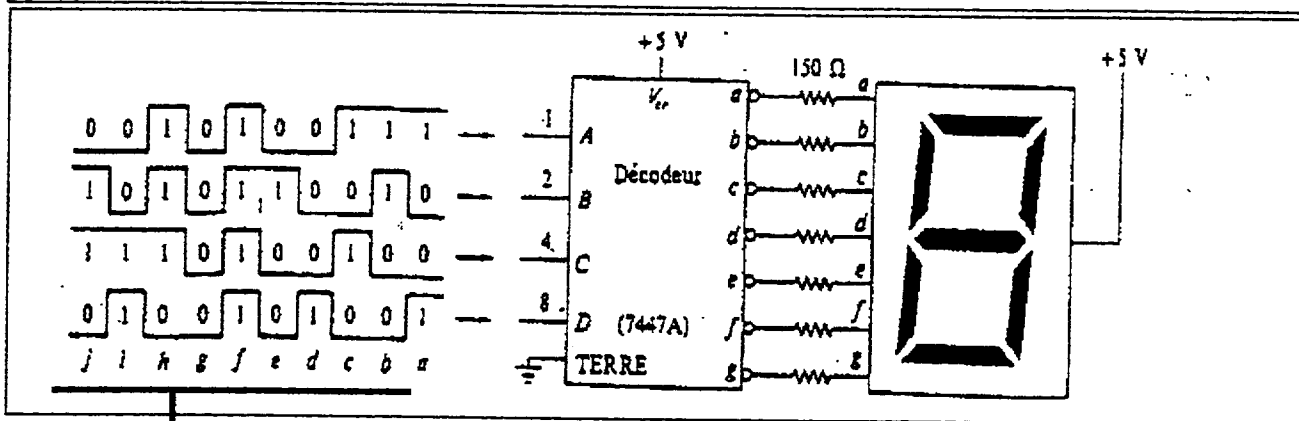 +5 V
+5 V
150 Ω
Vcc
a
a
0 0 1 0 1 0 0 1 1 1
1
A
b
b
1 0 1 0 1 1 0 0 1 0
2
B
Décodeur
c
c
d
d
1 1 1 0 1 0 0 1 0 0
4
C
e
e
0 1 0 0 1 0 1 0 0 1
8
D
(7447A)
f
f
j i h g f e d c b a
TERRE
g
g